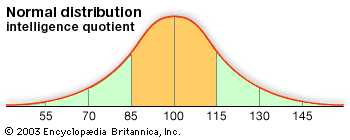 Normal distribution
intelligence quotient
55 70 85 100 115 130 145
© 2003 Encyclopædia Britannica, Inc.